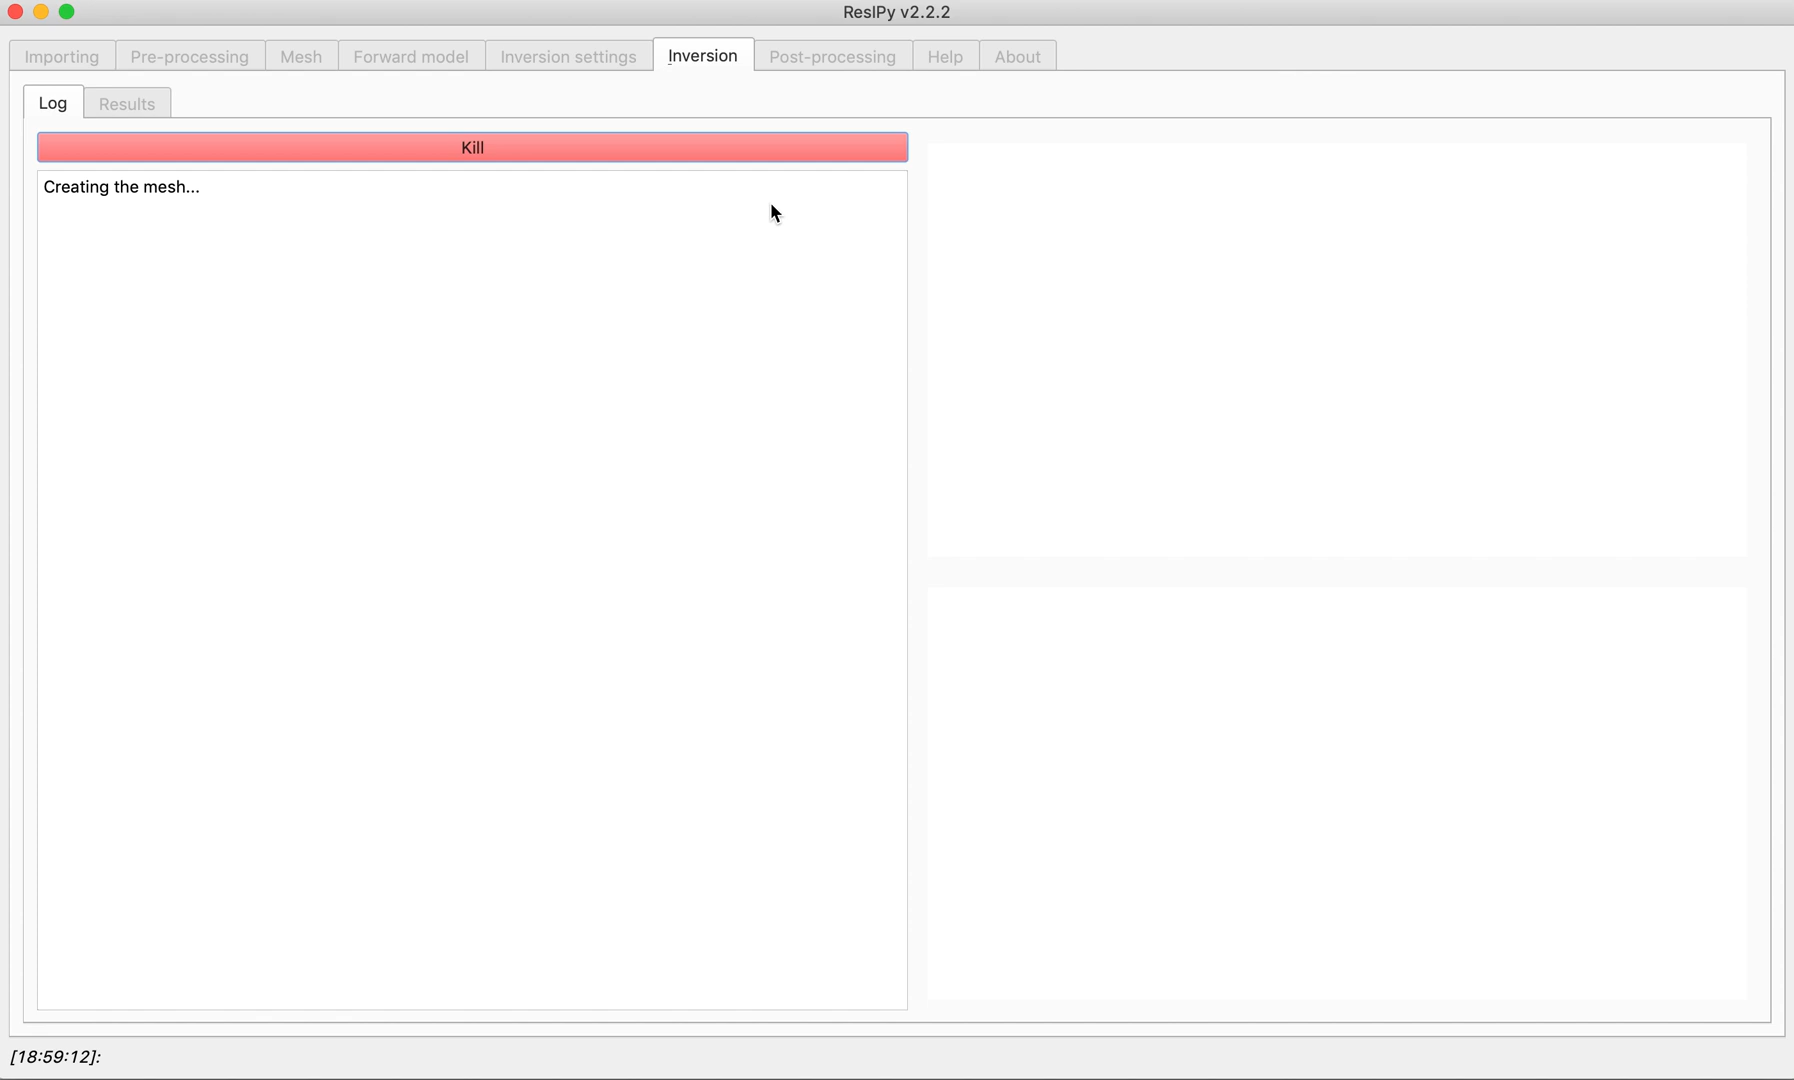 ResIPy v2.2.2
Importing Pre-processing Mesh Forward model Inversion settings Inversion Post-processing Help About
Log Results
Kill
Creating the mesh...
[18:59:12]: